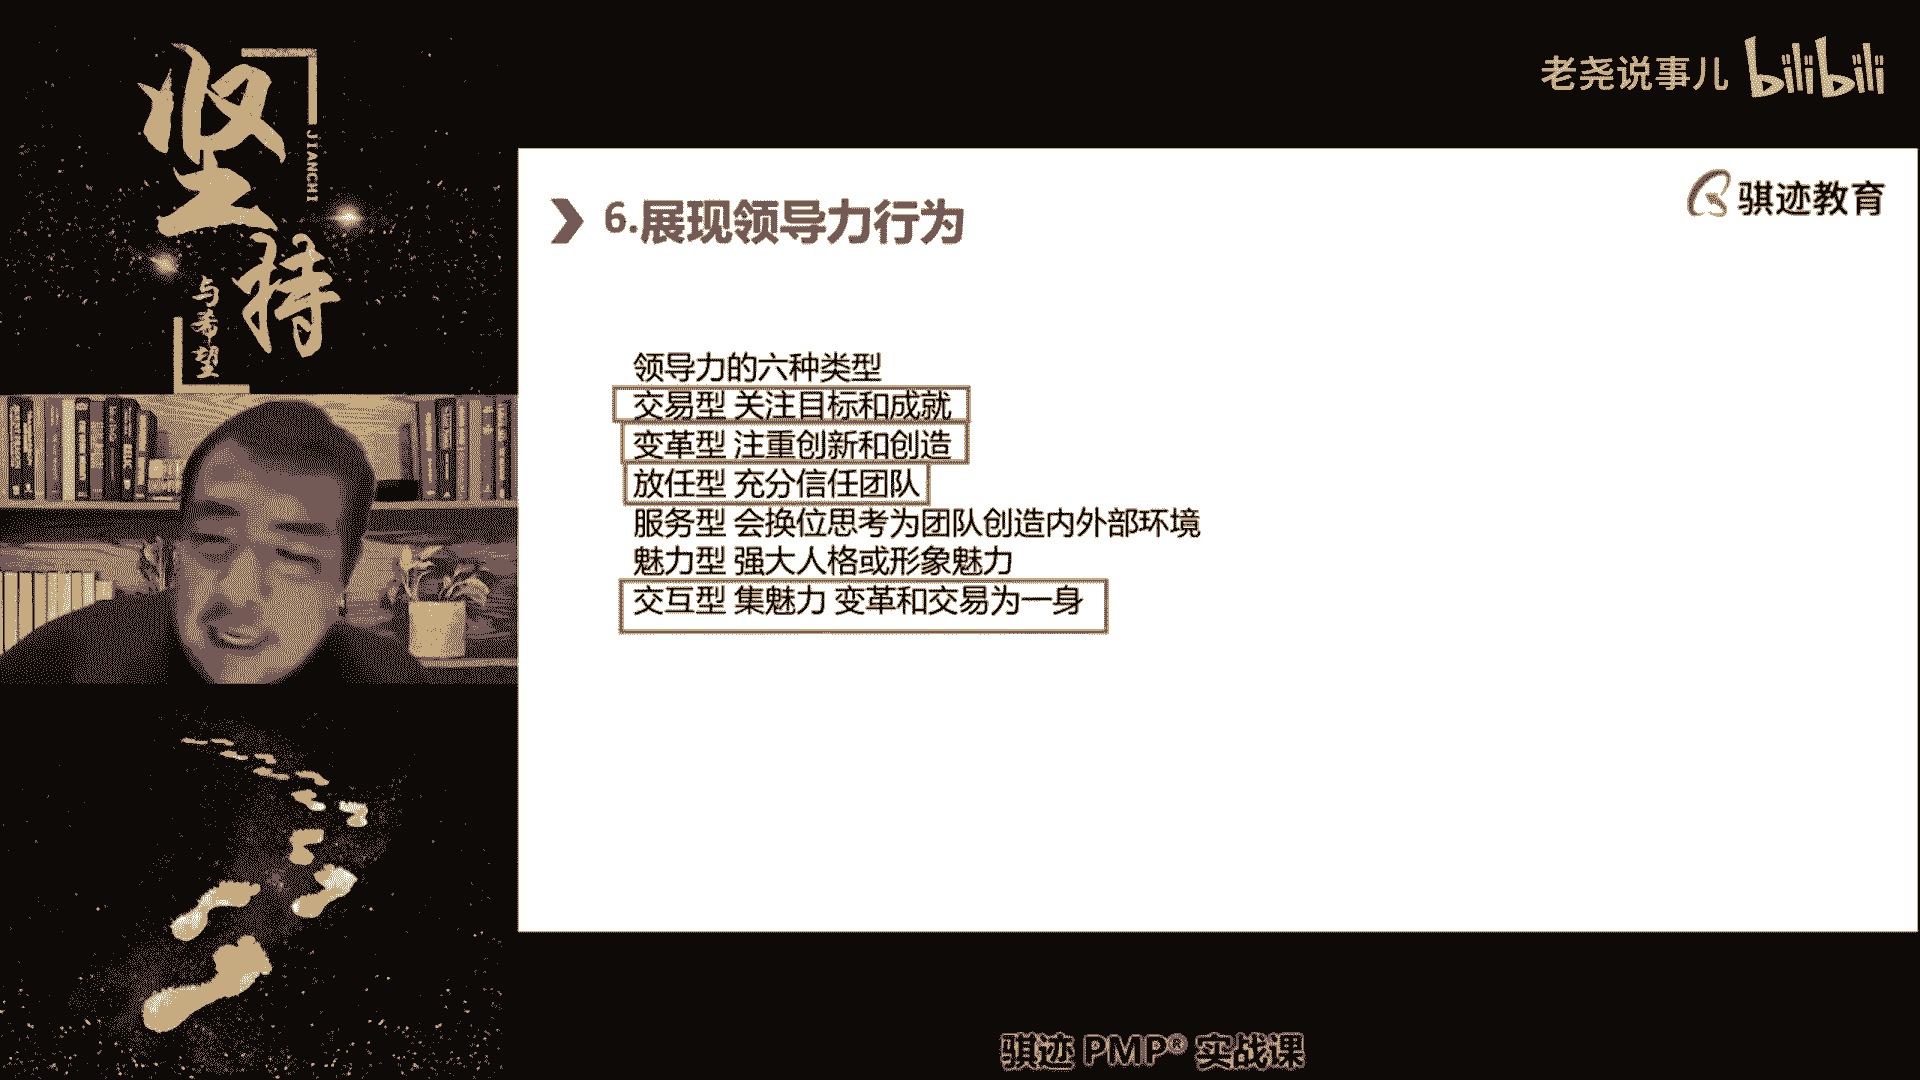 坚持
JIANCHI
与希望
老尧说事儿 bilibili
骐迹教育
6.展现领导力行为
领导力的六种类型
交易型 关注目标和成就
变革型 注重创新和创造
放任型 充分信任团队
服务型 会换位思考为团队创造内外部环境
魅力型 强大人格或形象魅力
交互型 集魅力 变革和交易为一身
骐迹 PMP® 实战课